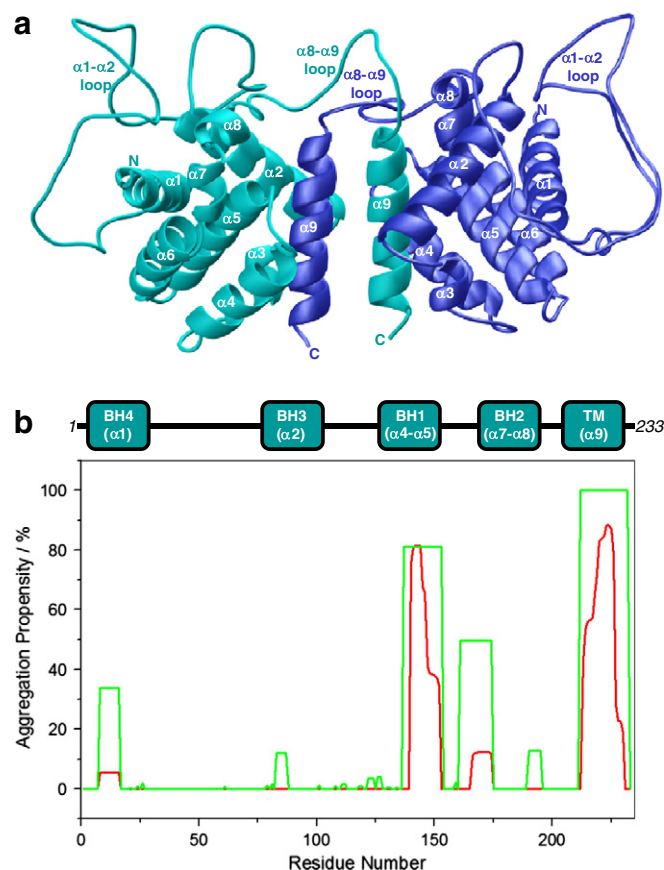 a
α1-α2
loop
α8-α9
loop
α8-α9
loop
α1-α2
loop
N
α1
α7
α8
α2
α5
α6
α3
α4
α9
C
α9
C
α8
α7
α2
N
α1
α5
α6
α4
α3
b
1
BH4
(α1)
BH3
(α2)
BH1
(α4-α5)
BH2
(α7-α8)
TM
(α9)
233
Aggregation Propensity / %
100
80
60
40
20
0
0 50 100 150 200
Residue Number